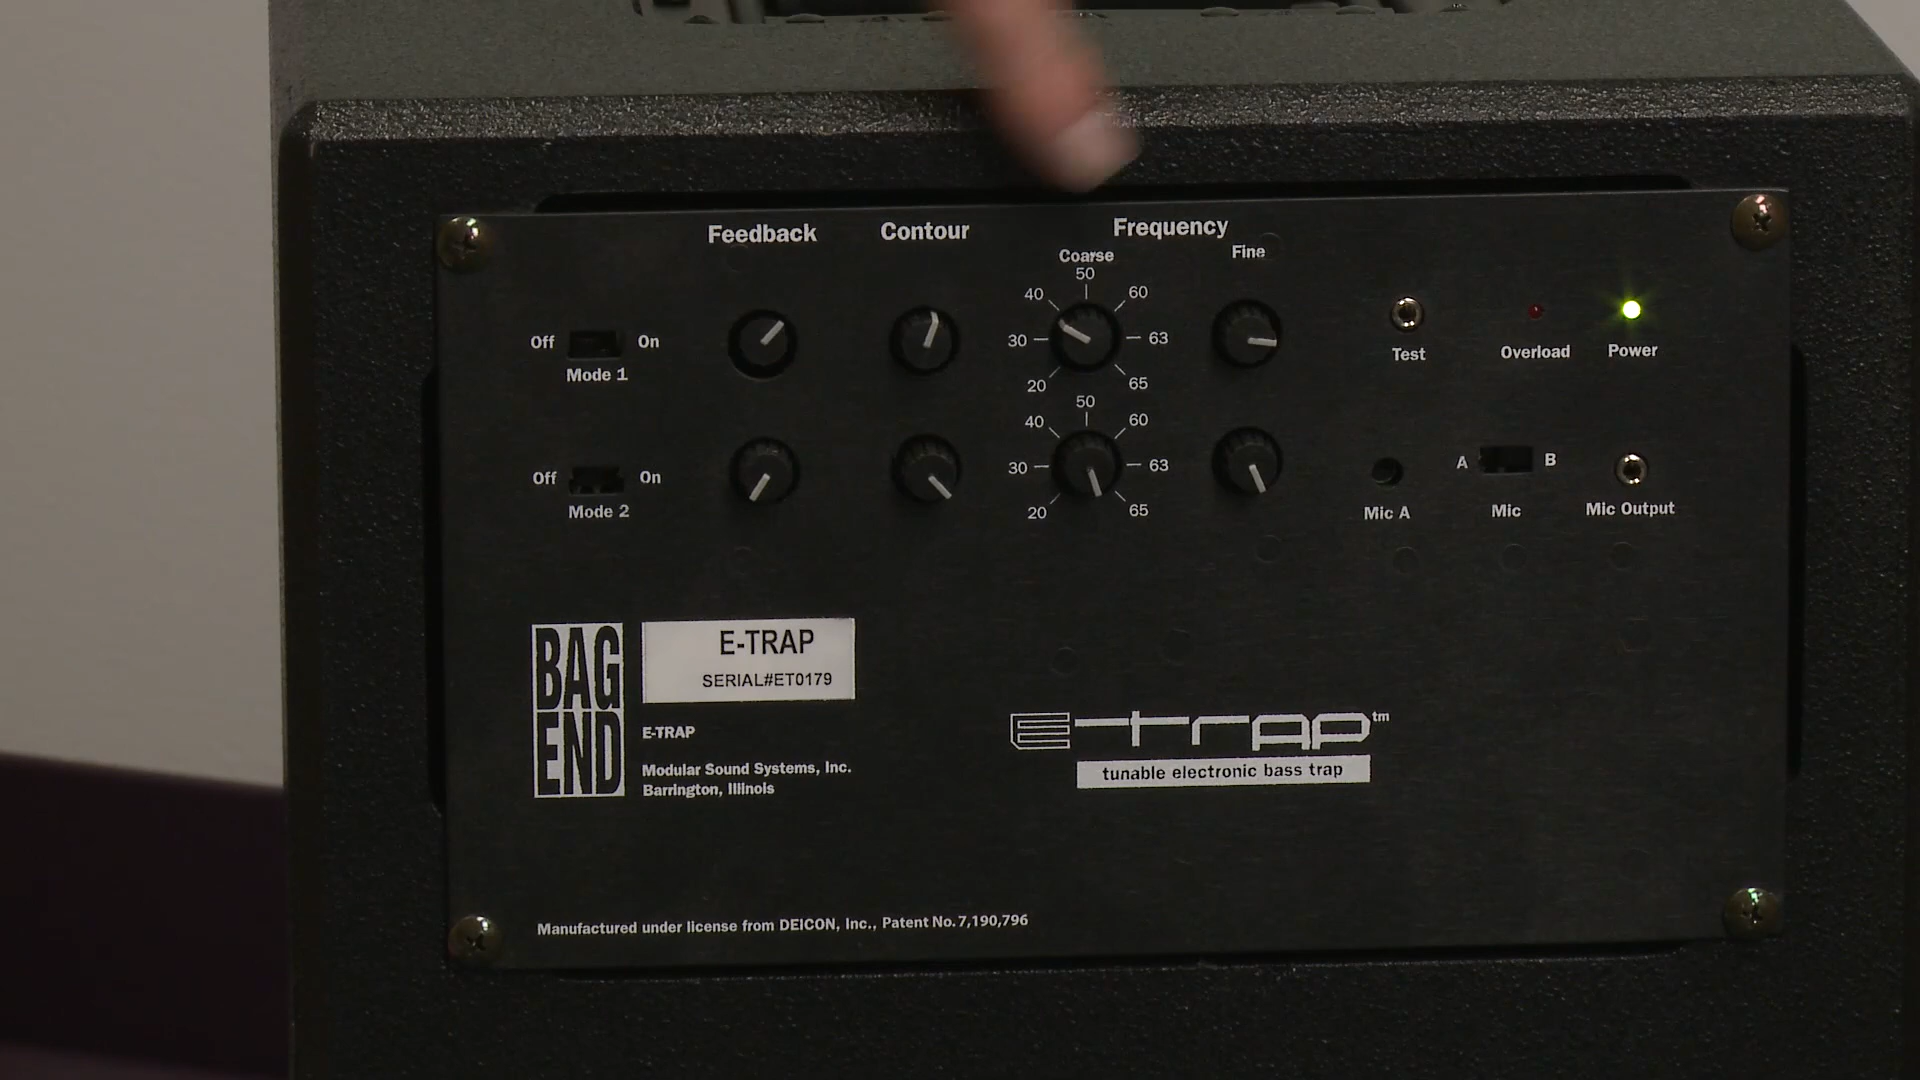 Feedback Contour Frequency
Coarse Fine
50
40 60
Off On 30 63
Mode 1 Test Overload Power
20 65
50
40 60
Off On 30 63 A B
Mode 2 20 65 Mic A Mic Mic Output
BAG
END
E-TRAP
SERIAL#ET0179
E-TRAP
Modular Sound Systems, Inc.
Barrington, Illinois
E-TRAP™
tunable electronic bass trap
Manufactured under license from DEICON, Inc., Patent No. 7,190,796